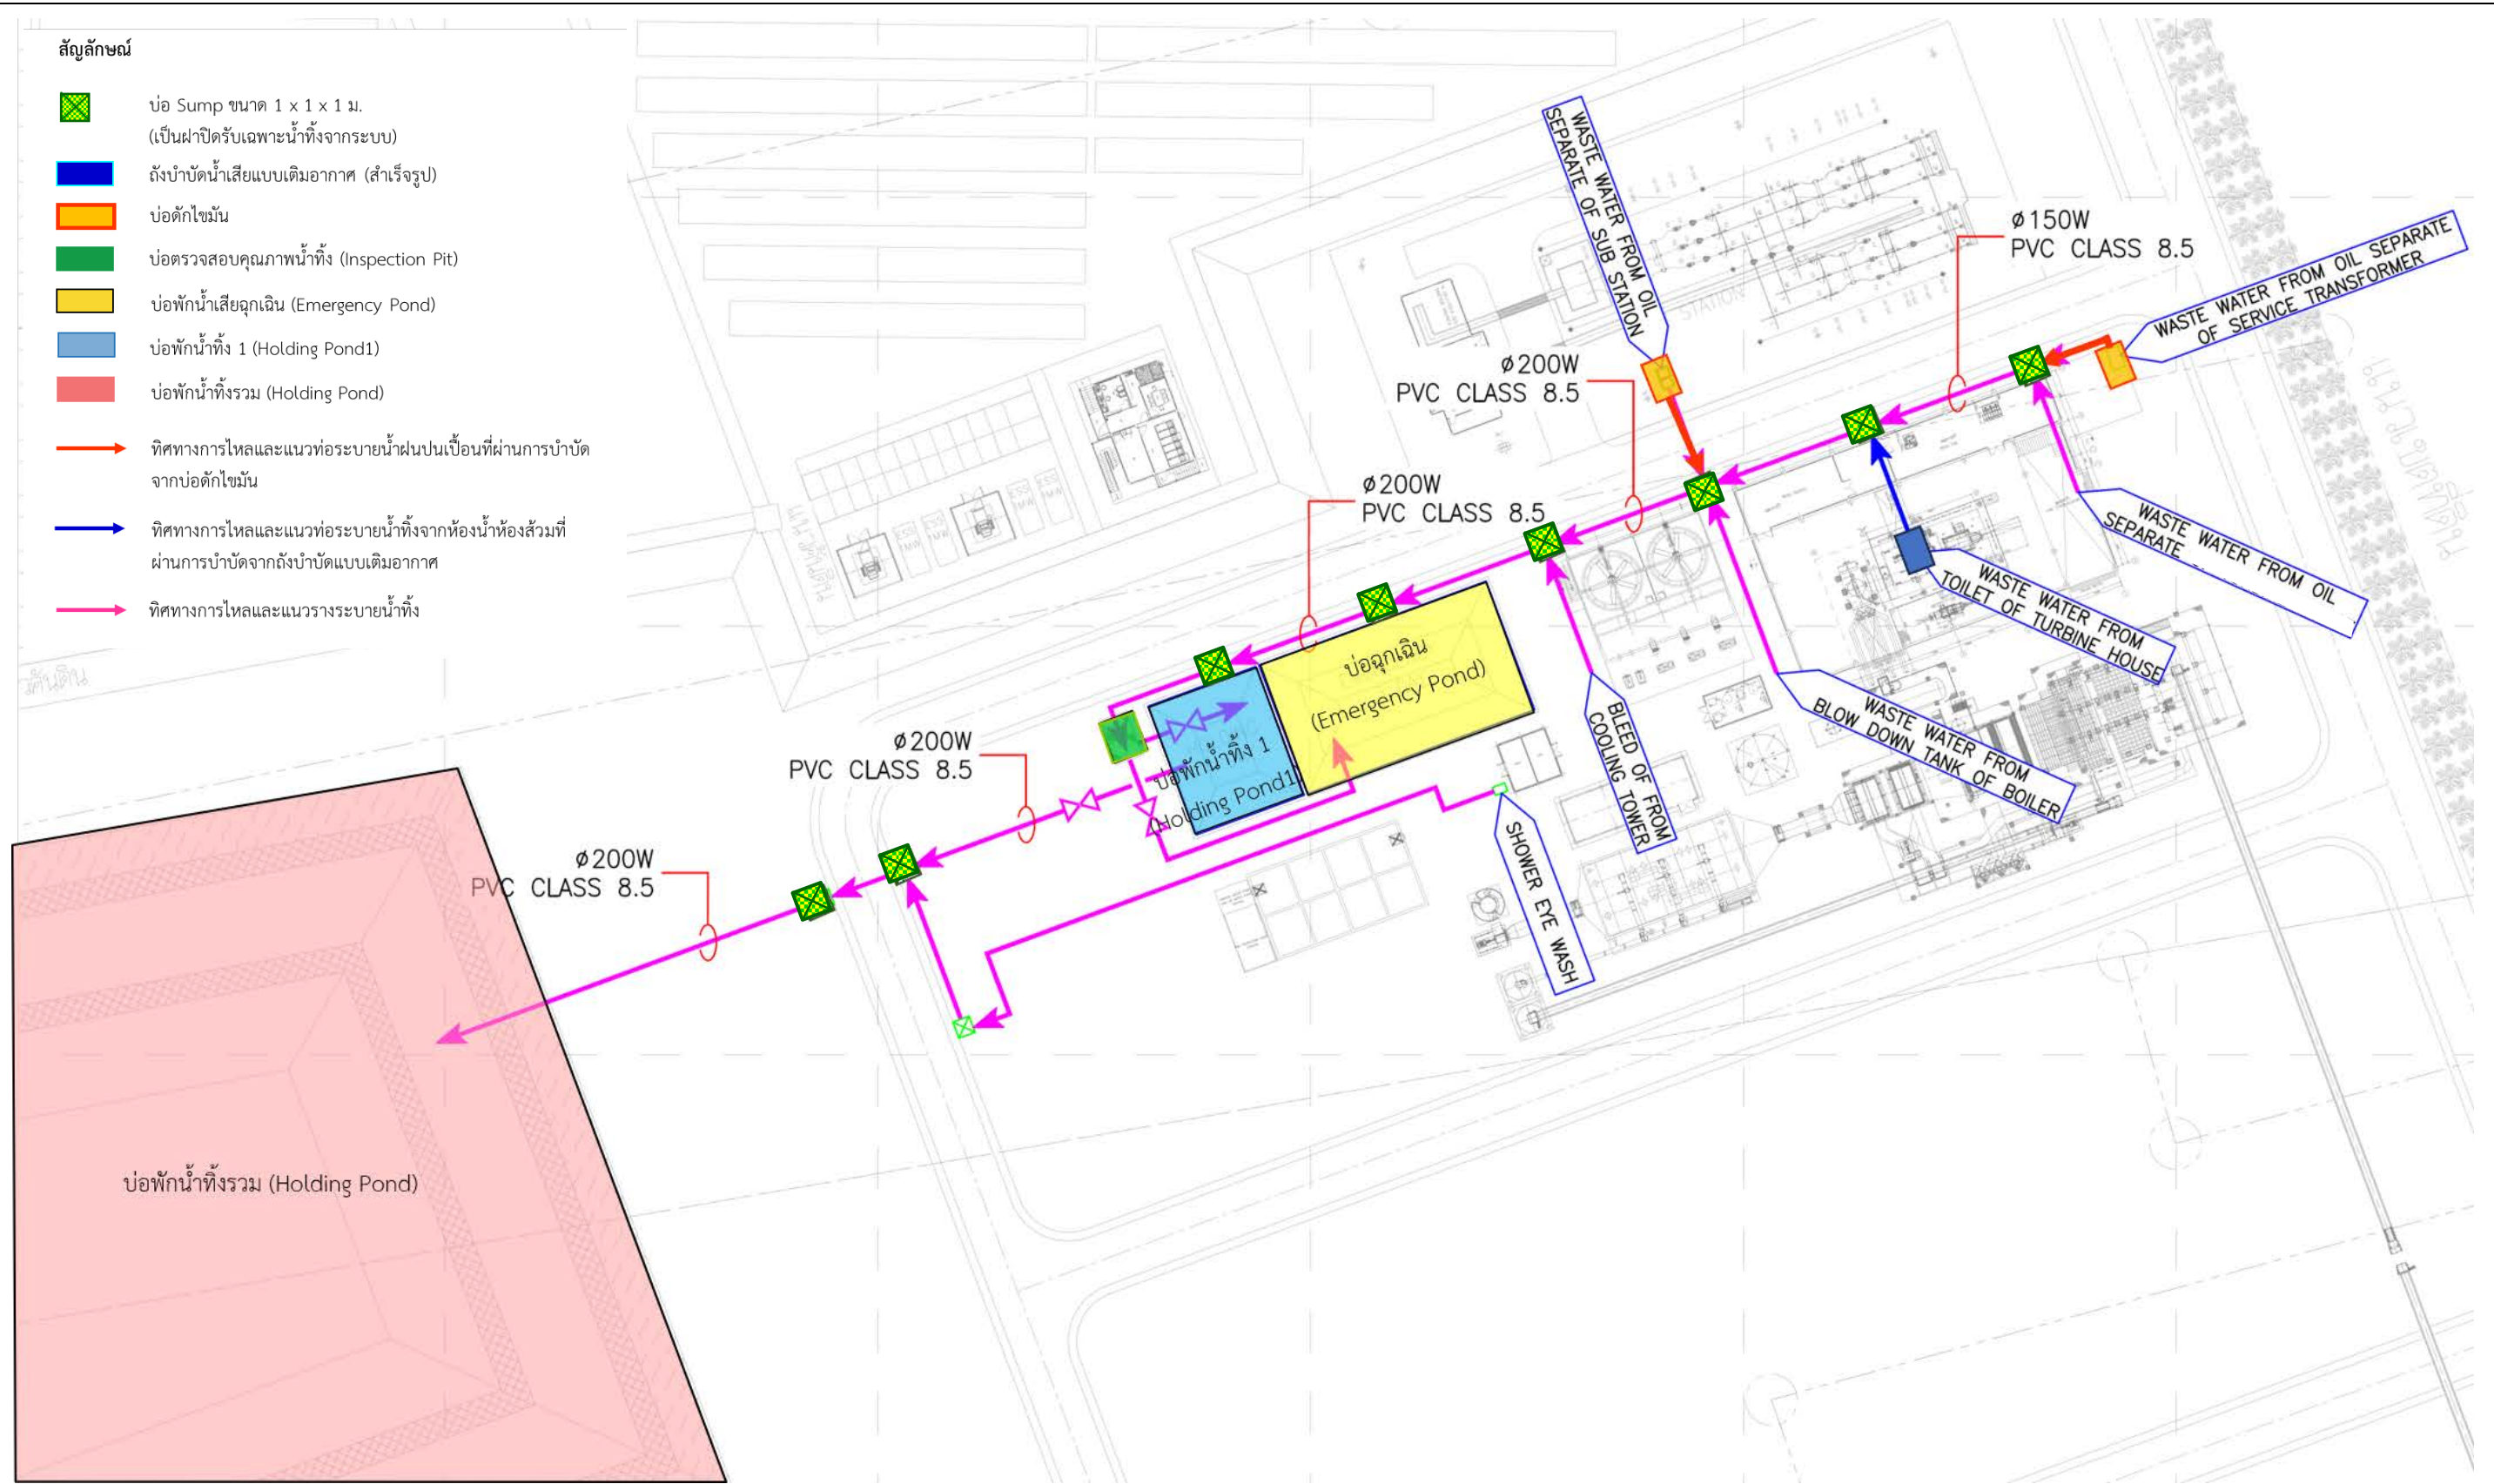 สัญลักษณ์
บ่อ Sump ขนาด 1 x 1 x 1 ม.
(เป็นฝาปิดรับเฉพาะน้ำทิ้งจากระบบ)
ถังบำบัดน้ำเสียแบบเติมอากาศ (สำเร็จรูป)
บ่อดักไขมัน
บ่อตรวจสอบคุณภาพน้ำทิ้ง (Inspection Pit)
บ่อพักน้ำเสียฉุกเฉิน (Emergency Pond)
บ่อพักน้ำทิ้ง 1 (Holding Pond1)
บ่อพักน้ำทิ้งรวม (Holding Pond)
ทิศทางการไหลและแนวท่อระบายน้ำฝนปนเปื้อนที่ผ่านการบำบัด
จากบ่อดักไขมัน
ทิศทางการไหลและแนวท่อระบายน้ำทิ้งจากห้องน้ำห้องส้วมที่
ผ่านการบำบัดจากถังบำบัดแบบเติมอากาศ
ทิศทางการไหลและแนวรางระบายน้ำทิ้ง
WASTE WATER FROM OIL
SEPARATE OF SUB STATION
STATION
ø150W
PVC CLASS 8.5
WASTE WATER FROM OIL SEPARATE
OF SERVICE TRANSFORMER
ø200W
PVC CLASS 8.5
ø200W
PVC CLASS 8.5
WASTE WATER FROM OIL
SEPARATE
WASTE WATER FROM
TOILET OF TURBINE HOUSE
WASTE WATER FROM
BLOW DOWN TANK OF BOILER
BLEED OF FROM
COOLING TOWER
SHOWER EYE WASH
บ่อฉุกเฉิน
(Emergency Pond)
บ่อพักน้ำทิ้ง 1
(Holding Pond1
ø200W
PVC CLASS 8.5
ø200W
PVC CLASS 8.5
บ่อพักน้ำทิ้งรวม (Holding Pond)